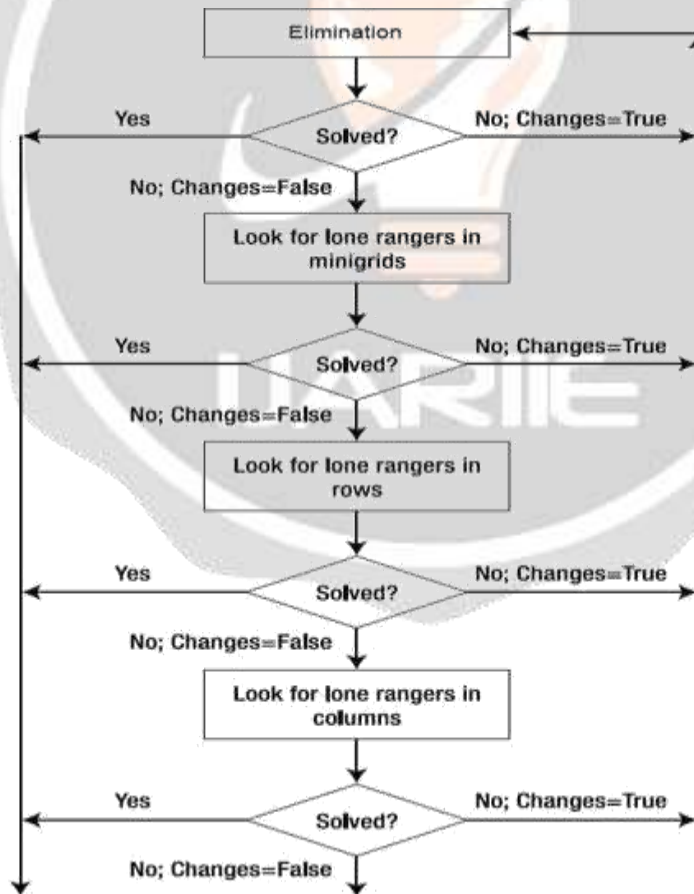 Elimination
Yes
Solved?
No; Changes=True
No; Changes=False
Look for lone rangers in
minigrids
Yes
Solved?
No; Changes=True
IJARIIE
No; Changes=False
Look for lone rangers in
rows
Yes
Solved?
No; Changes=True
No; Changes=False
Look for lone rangers in
columns
Yes
Solved?
No; Changes=True
No; Changes=False